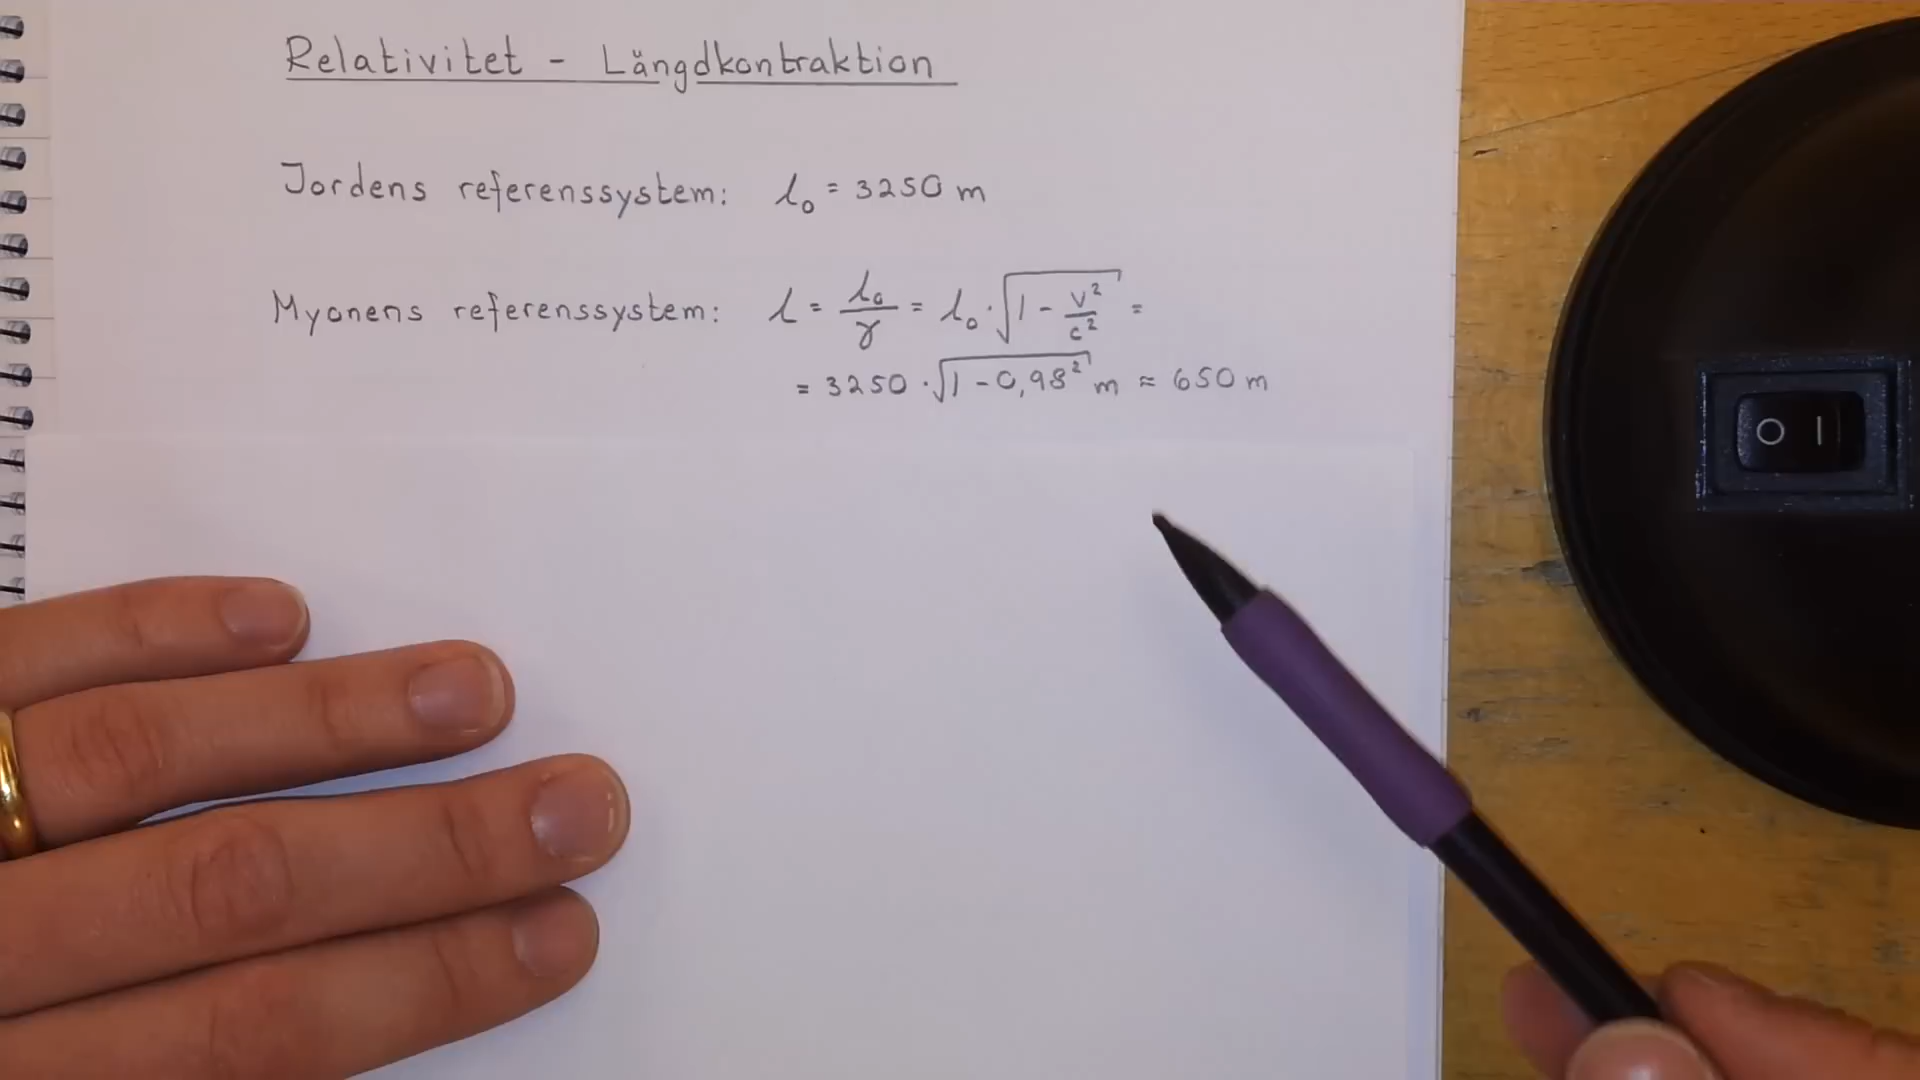 Relativitet - Längdkontraktion
Jordens referenssystem: l₀ = 3250 m
Myonens referenssystem: l = l₀/γ = l₀ · √(1 - v²/c²) =
= 3250 · √(1 - 0,98²) m ≈ 650 m
O I